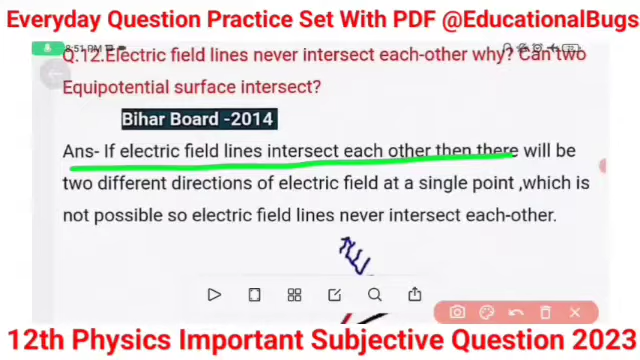 Everyday Question Practice Set With PDF @EducationalBugs
8:51 PM
Q.12.Electric field lines never intersect each-other why? Can two
Equipotential surface intersect?
Bihar Board -2014
Ans- If electric field lines intersect each other then there will be
two different directions of electric field at a single point ,which is
not possible so electric field lines never intersect each-other.
12th Physics Important Subjective Question 2023